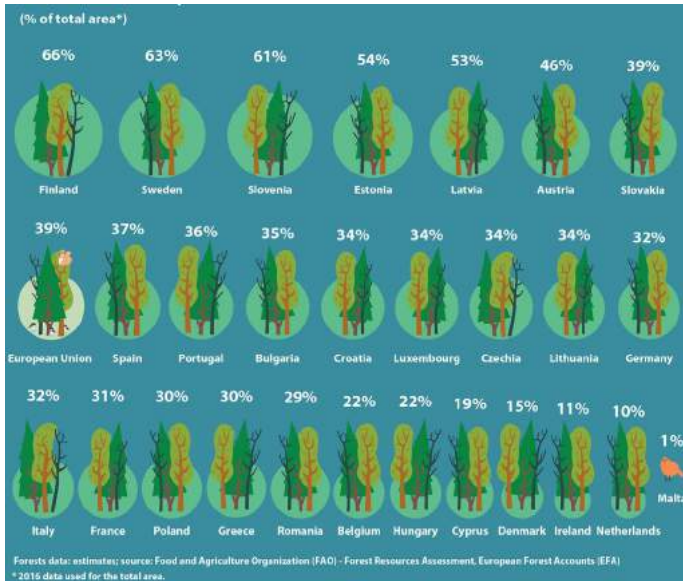 (% of total area*)
66% 63% 61% 54% 53% 46% 39%
Finland Sweden Slovenia Estonia Latvia Austria Slovakia
39% 37% 36% 35% 34% 34% 34% 34% 32%
European Union Spain Portugal Bulgaria Croatia Luxembourg Czechia Lithuania Germany
32% 31% 30% 30% 29% 22% 22% 19% 15% 11% 10% 1%
Italy France Poland Greece Romania Belgium Hungary Cyprus Denmark Ireland Netherlands Malta
Forests data: estimates; source: Food and Agriculture Organization (FAO) - Forest Resources Assessment, European Forest Accounts (EFA)
* 2016 data used for the total area.